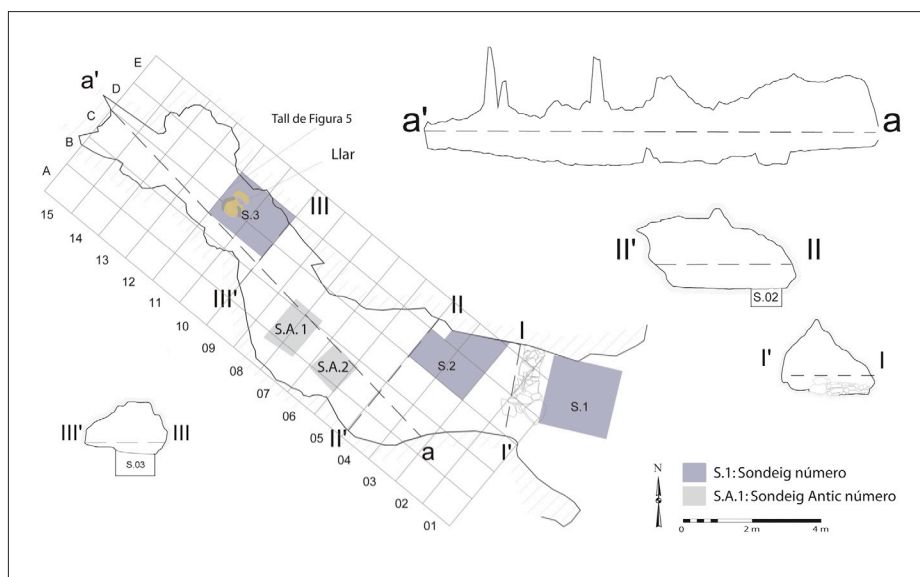 E
D
C
B
A
a'
15
14
13
12
11
10
09
08
07
06
05
04
03
02
01
Tall de Figura 5
Llar
S.3
III
III'
S.A.1
S.A.2
II
S.2
I
S.1
II'
a
I'
a'
a
II'
II
S.02
I'
I
III'
III
S.03
N
S.1: Sondeig número
S.A.1: Sondeig Antic número
0 2 m 4 m